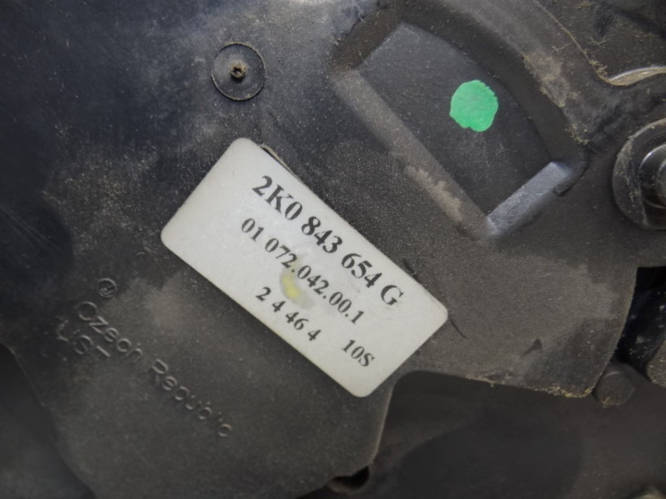 2K0 843 654 G
01 072.042.00.1
2 4 46 4 10S
Czech Republic